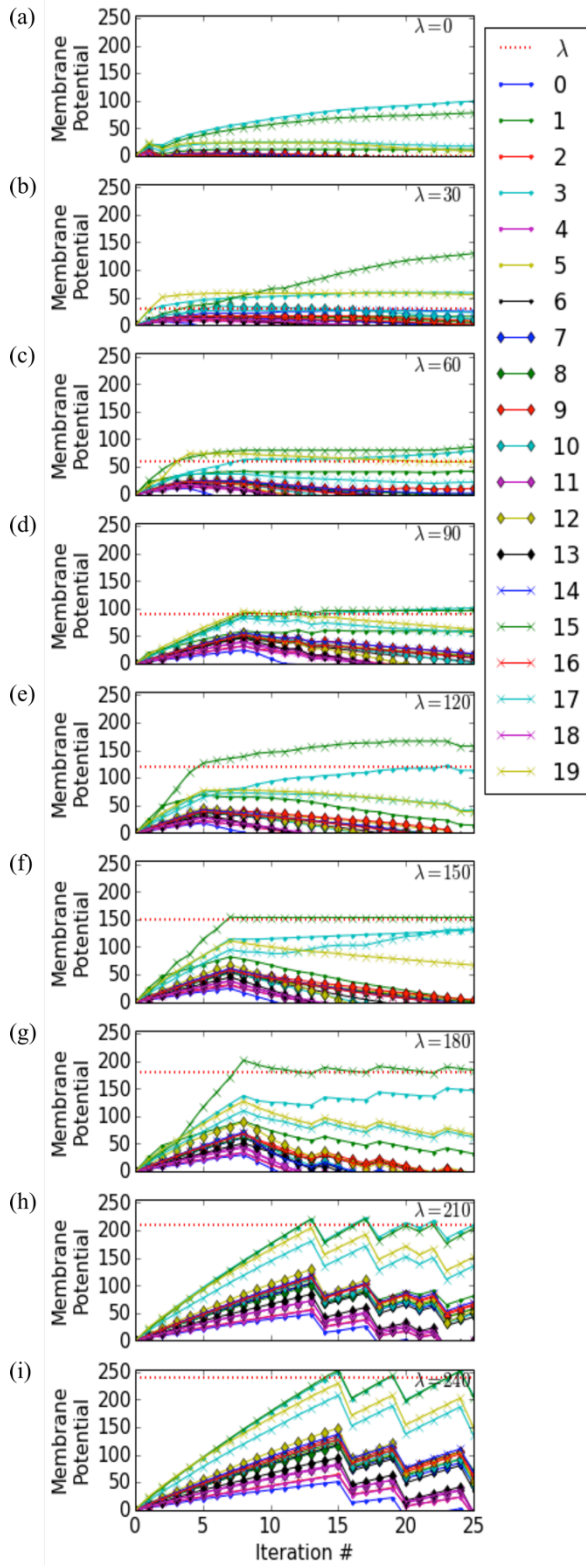 (a)
λ=0
Membrane
Potential
250
200
150
100
50
0
(b)
λ=30
Membrane
Potential
250
200
150
100
50
0
(c)
λ=60
Membrane
Potential
250
200
150
100
50
0
(d)
λ=90
Membrane
Potential
250
200
150
100
50
0
(e)
λ=120
Membrane
Potential
250
200
150
100
50
0
(f)
λ=150
Membrane
Potential
250
200
150
100
50
0
(g)
λ=180
Membrane
Potential
250
200
150
100
50
0
(h)
λ=210
Membrane
Potential
250
200
150
100
50
0
(i)
λ=240
Membrane
Potential
250
200
150
100
50
0
0 5 10 15 20 25
Iteration #
λ
0
1
2
3
4
5
6
7
8
9
10
11
12
13
14
15
16
17
18
19